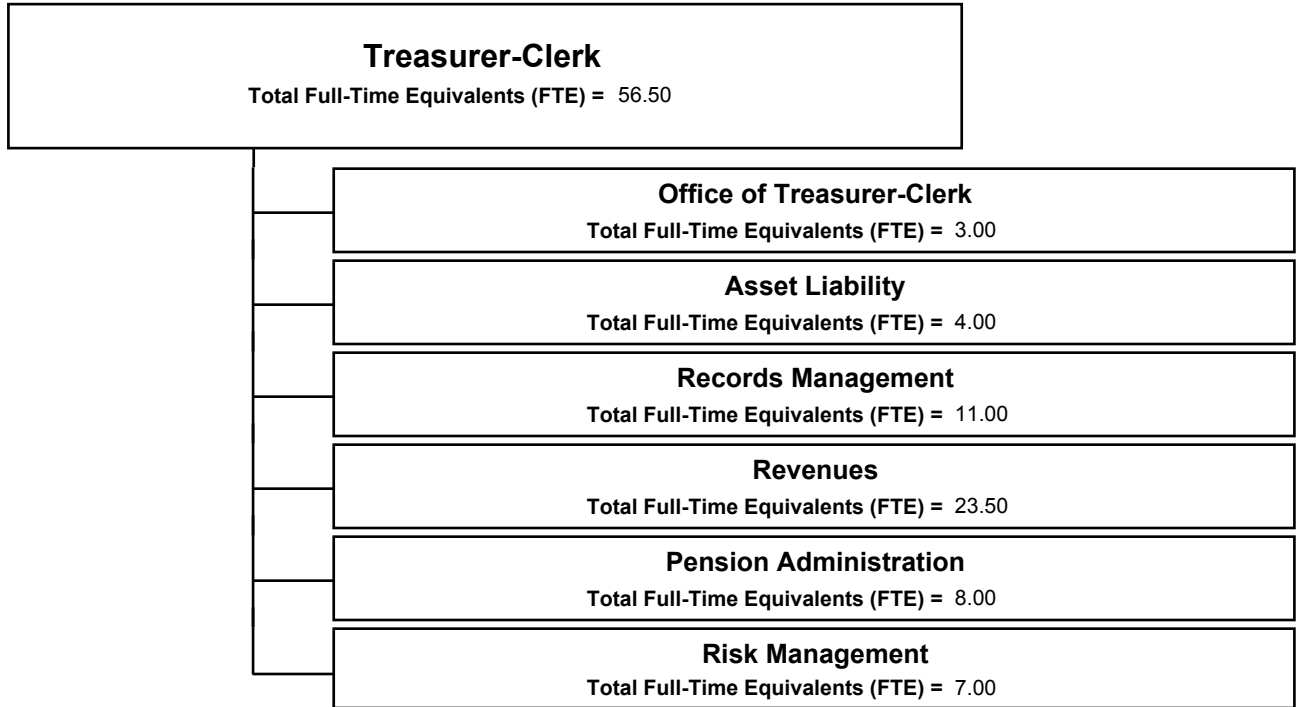 Treasurer-Clerk
Total Full-Time Equivalents (FTE) = 56.50
Office of Treasurer-Clerk
Total Full-Time Equivalents (FTE) = 3.00
Asset Liability
Total Full-Time Equivalents (FTE) = 4.00
Records Management
Total Full-Time Equivalents (FTE) = 11.00
Revenues
Total Full-Time Equivalents (FTE) = 23.50
Pension Administration
Total Full-Time Equivalents (FTE) = 8.00
Risk Management
Total Full-Time Equivalents (FTE) = 7.00